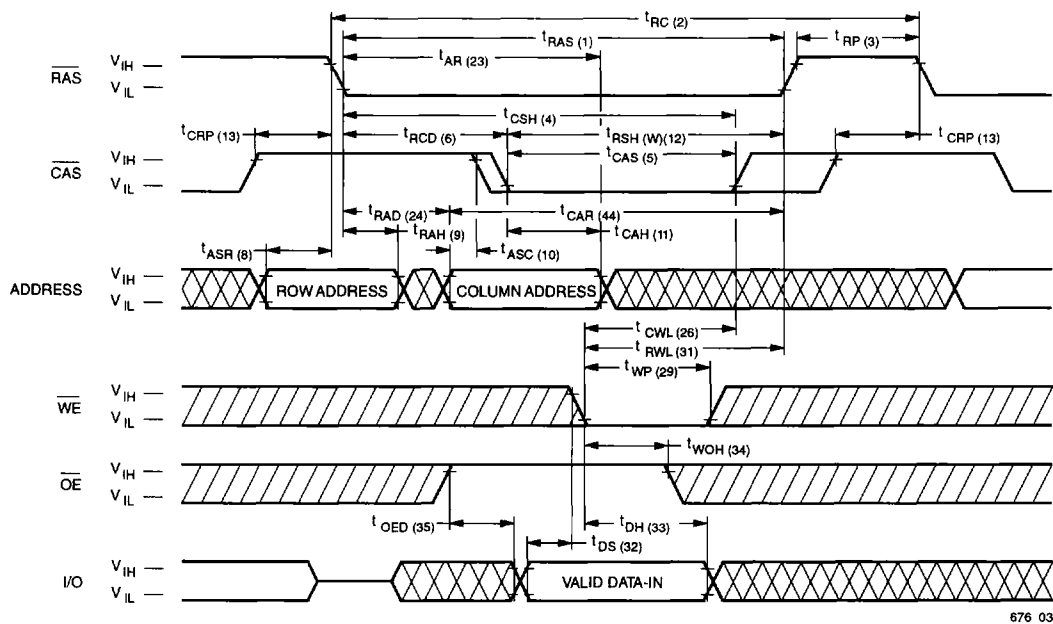 t RC (2)
t RAS (1)
t RP (3)
t AR (23)
RAS
V IH
V IL
t CSH (4)
t CRP (13)
t RCD (6)
t RSH (W)(12)
t CRP (13)
t CAS (5)
CAS
V IH
V IL
t RAD (24)
t CAR (44)
t RAH (9)
t CAH (11)
t ASR (8)
t ASC (10)
ADDRESS
V IH
V IL
ROW ADDRESS
COLUMN ADDRESS
t CWL (26)
t RWL (31)
t WP (29)
WE
V IH
V IL
t WOH (34)
OE
V IH
V IL
t OED (35)
t DH (33)
t DS (32)
I/O
V IH
V IL
VALID DATA-IN
676 03